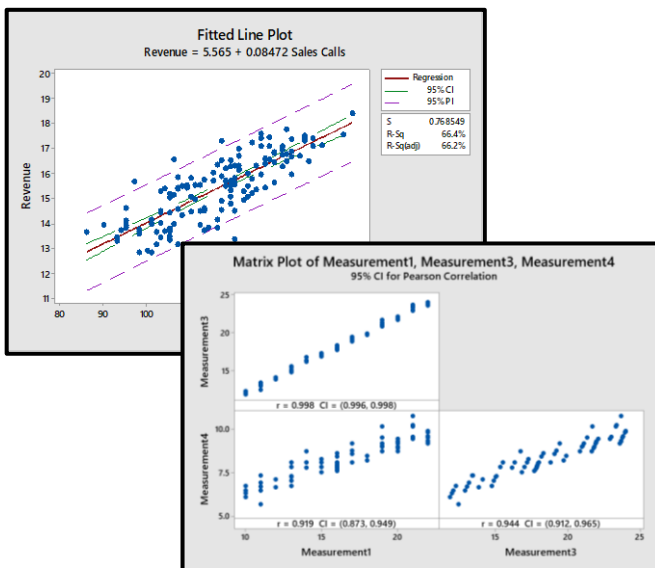 Fitted Line Plot
Revenue = 5.565 + 0.08472 Sales Calls
Regression
95% CI
95% PI
S 0.768549
R-Sq 66.4%
R-Sq(adj) 66.2%
Revenue
20
19
18
17
16
15
14
13
12
11
80 90 100
Matrix Plot of Measurement1, Measurement3, Measurement4
95% CI for Pearson Correlation
Measurement3
25
20
15
r = 0.998 CI = (0.996, 0.998)
Measurement4
10.0
7.5
5.0
r = 0.919 CI = (0.873, 0.949) r = 0.944 CI = (0.912, 0.965)
10 15 20 15 20 25
Measurement1 Measurement3